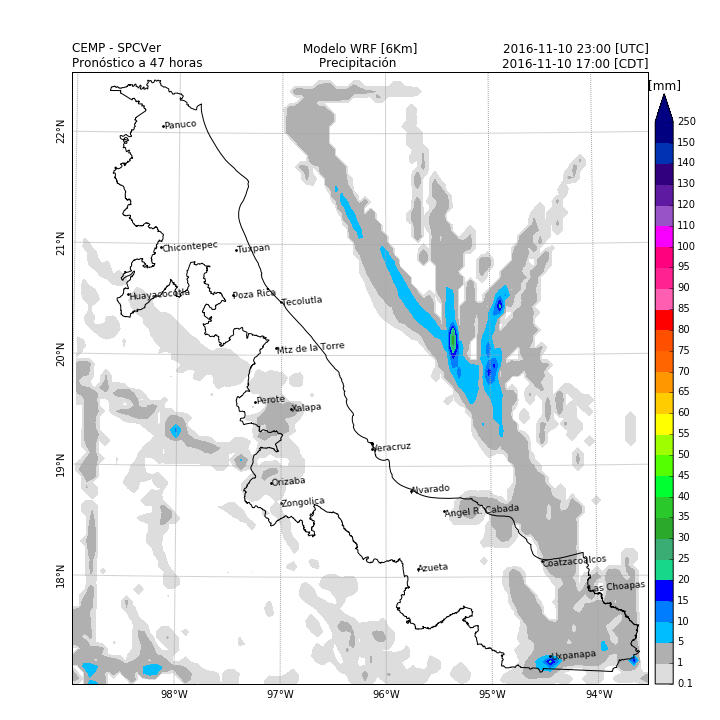 CEMP - SPCVer
Pronóstico a 47 horas
Modelo WRF [6Km]
Precipitación
2016-11-10 23:00 [UTC]
2016-11-10 17:00 [CDT]
[mm]
250
150
140
130
120
110
100
95
90
85
80
75
70
65
60
55
50
45
40
35
30
25
20
15
10
5
1
0.1
22°N
21°N
20°N
19°N
18°N
Panuco
Chicontepec
Tuxpan
Huayacocotla
Poza Rica
Tecolutla
Mtz de la Torre
Perote
Xalapa
Veracruz
Orizaba
Zongolica
Alvarado
Angel R. Cabada
Azueta
Coatzacoalcos
Las Choapas
Uxpanapa
98°W
97°W
96°W
95°W
94°W